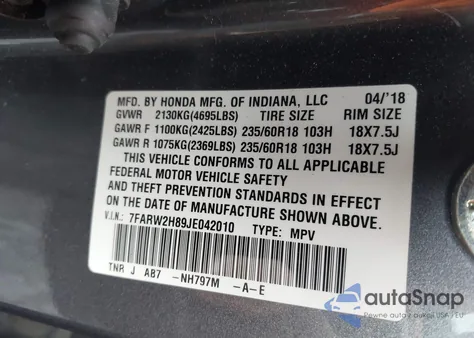 MFD. BY HONDA MFG. OF INDIANA, LLC 04/'18
GVWR 2130KG(4695LBS) TIRE SIZE RIM SIZE
GAWR F 1100KG(2425LBS) 235/60R18 103H 18X7.5J
GAWR R 1075KG(2369LBS) 235/60R18 103H 18X7.5J
THIS VEHICLE CONFORMS TO ALL APPLICABLE
FEDERAL MOTOR VEHICLE SAFETY
AND THEFT PREVENTION STANDARDS IN EFFECT
ON THE DATE OF MANUFACTURE SHOWN ABOVE.
V.I.N.: 7FARW2H89JE042010 TYPE: MPV
TNR J A87 -NH797M -A-E
autoSnap